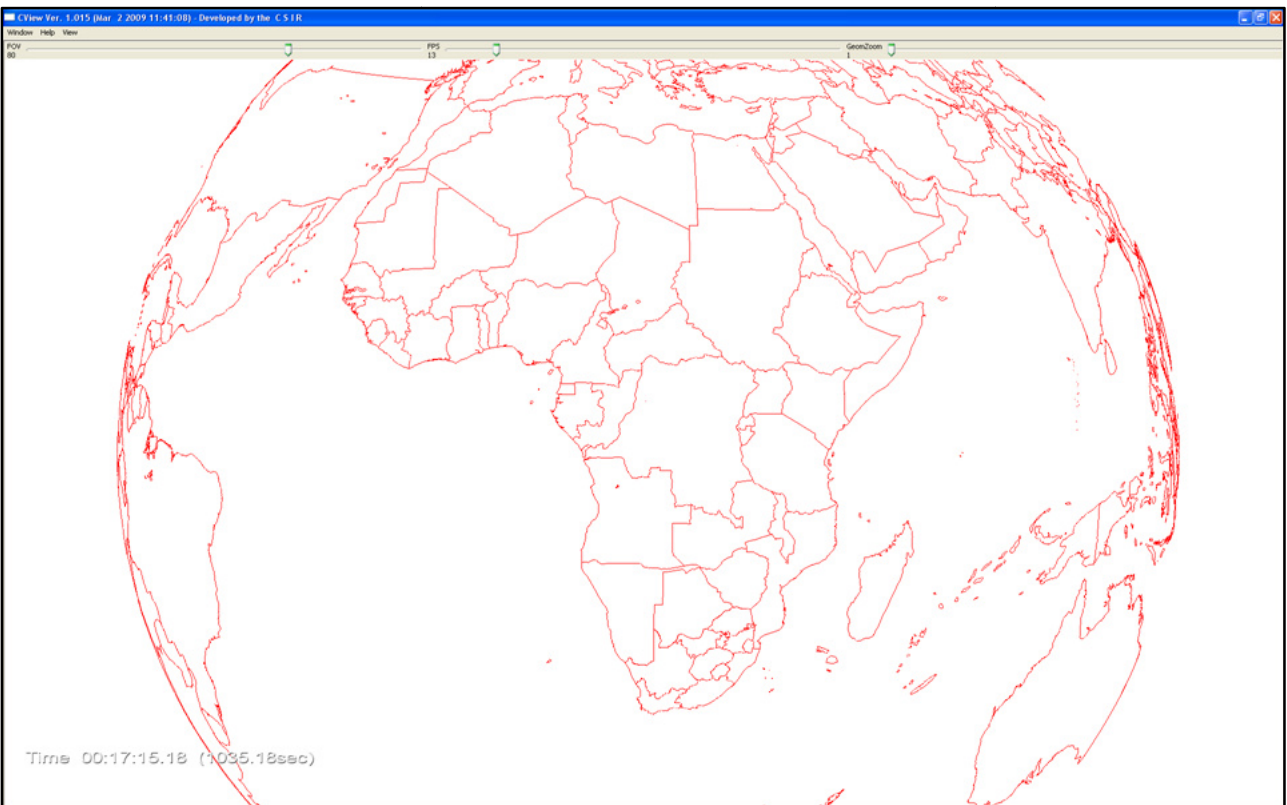 CView Ver. 1.015 (Mar 2 2009 11:41:08) - Developed by the C S I R
Window Help View
FOV FPS GeomZoom
80 13 1
Time 00:17:15.18 (1035.18sec)